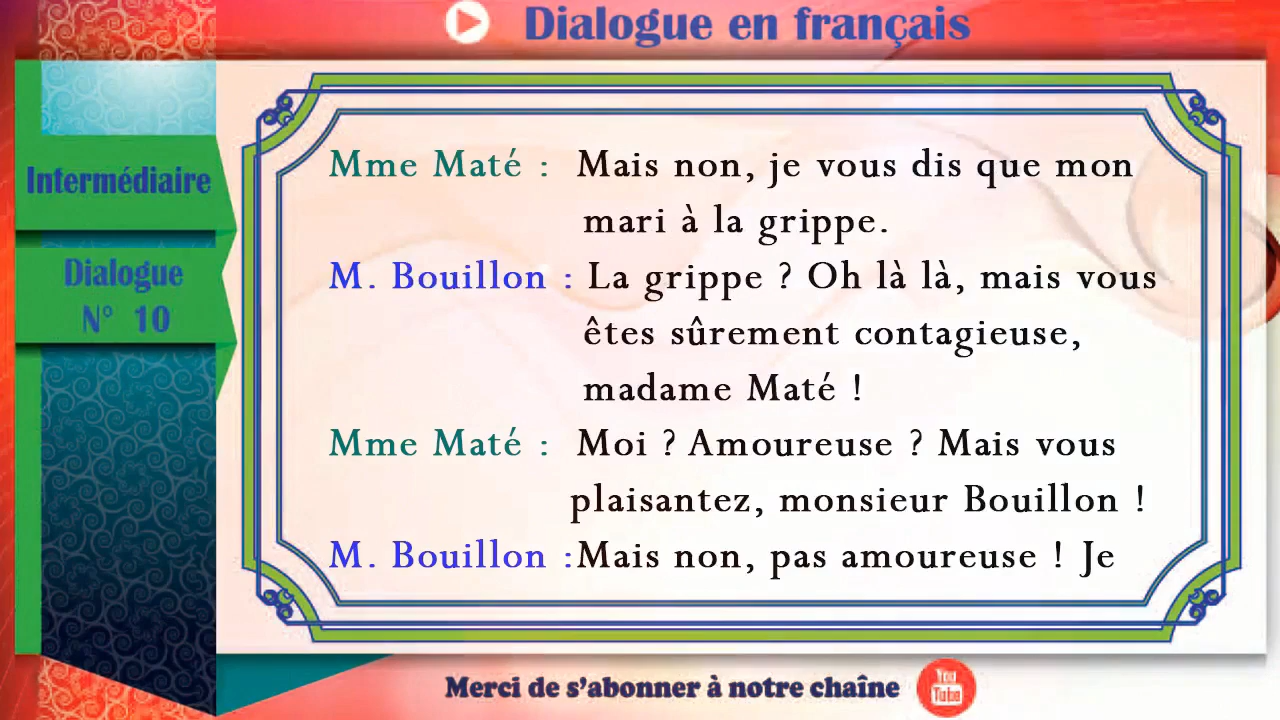 Dialogue en français
Intermédiaire
Dialogue
N° 10
Mme Maté : Mais non, je vous dis que mon
mari à la grippe.
M. Bouillon : La grippe ? Oh là là, mais vous
êtes sûrement contagieuse,
madame Maté !
Mme Maté : Moi ? Amoureuse ? Mais vous
plaisantez, monsieur Bouillon !
M. Bouillon :Mais non, pas amoureuse ! Je
Merci de s’abonner à notre chaîne
You
Tube